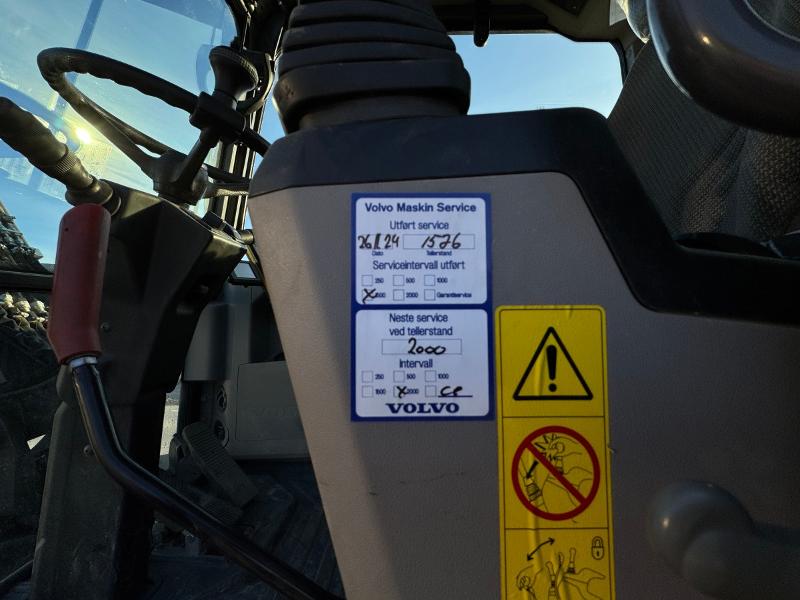 Volvo Maskin Service
Utført service
26/1 24 1526
Dato Tellerstand
Serviceintervall utført
250 500 1000
X 1500 2000 Garantiservice
Neste service
ved tellerstand
2000
Intervall
250 500 1000
1500 X 2000
VOLVO